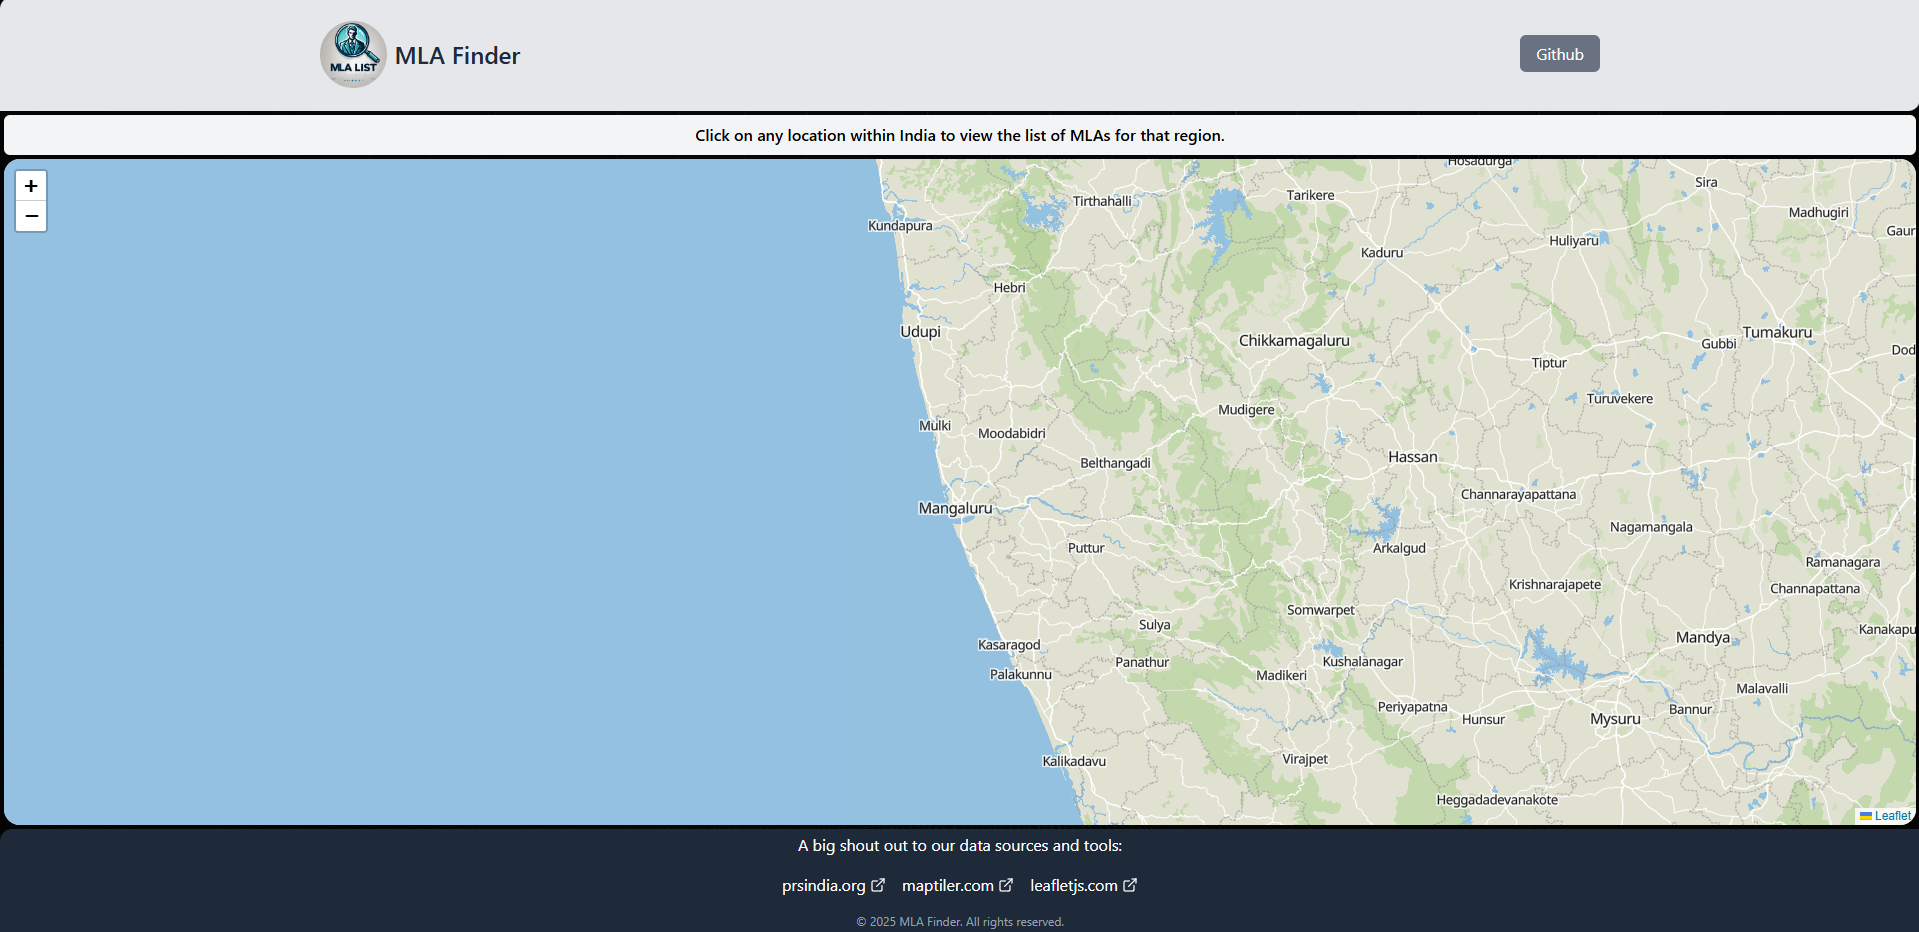 MLA LIST
MLA Finder
Github
Click on any location within India to view the list of MLAs for that region.
+
−
Hosadurga
Sira
Tirthahalli
Tarikere
Madhugiri
Kundapura
Gaur
Huliyaru
Kaduru
Hebri
Udupi
Chikkamagaluru
Tumakuru
Gubbi
Dod
Tiptur
Turuvekere
Mudigere
Mulki
Moodabidri
Belthangadi
Hassan
Channarayapattana
Mangaluru
Nagamangala
Puttur
Arkalgud
Ramanagara
Krishnarajapete
Channapattana
Somwarpet
Sulya
Kanakapu
Mandya
Kasaragod
Panathur
Kushalanagar
Palakunnu
Madikeri
Malavalli
Periyapatna
Bannur
Hunsur
Mysuru
Kalikadavu
Virajpet
Heggadadevanakote
Leaflet
A big shout out to our data sources and tools:
prsindia.org maptiler.com leafletjs.com
© 2025 MLA Finder. All rights reserved.